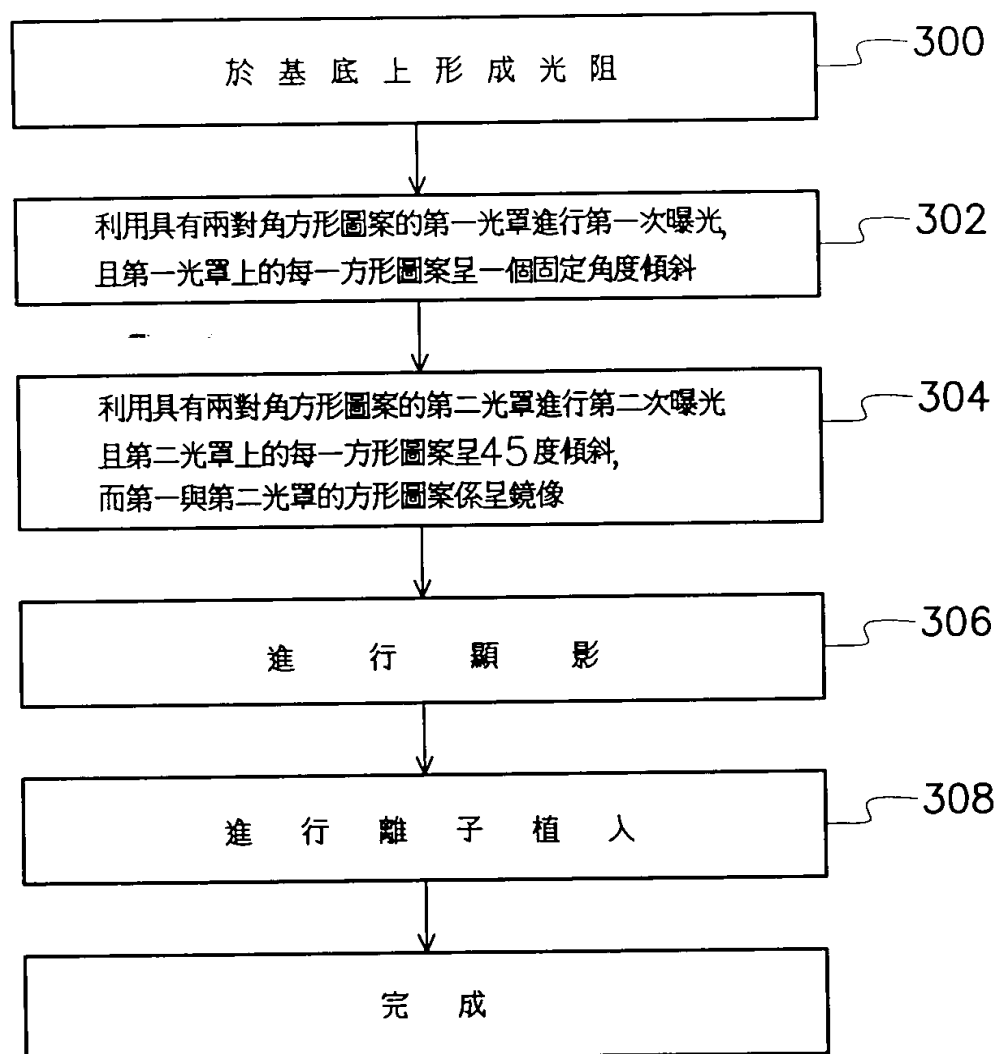 於基底上形成光阻
300
利用具有兩對角方形圖案的第一光罩進行第一次曝光,
且第一光罩上的每一方形圖案呈一個固定角度傾斜
302
利用具有兩對角方形圖案的第二光罩進行第二次曝光
且第二光罩上的每一方形圖案呈45度傾斜,
而第一與第二光罩的方形圖案係呈鏡像
304
進行顯影
306
進行離子植入
308
完成